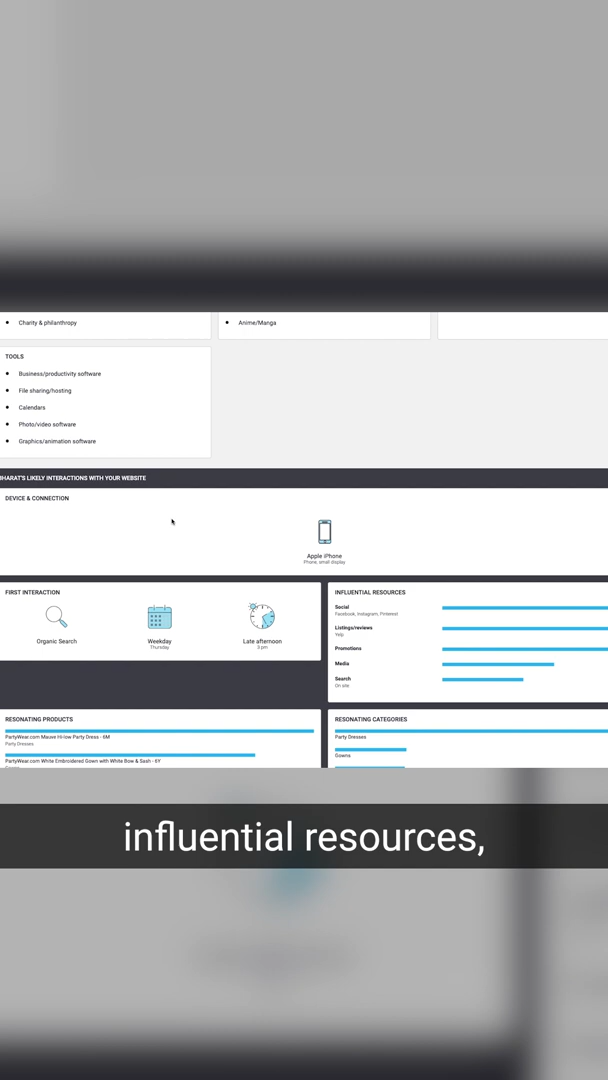 Charity & philanthropy
Anime/Manga
TOOLS
Business/productivity software
File sharing/hosting
Calendars
Photo/video software
Graphics/animation software
BHARAT'S LIKELY INTERACTIONS WITH YOUR WEBSITE
DEVICE & CONNECTION
Apple iPhone
Phone, small display
FIRST INTERACTION
Organic Search
Weekday
Thursday
Late afternoon
3 pm
INFLUENTIAL RESOURCES
Social
Facebook, Instagram, Pinterest
Listings/reviews
Yelp
Promotions
Media
Search
On site
RESONATING PRODUCTS
PartyWear.com Mauve Hi-low Party Dress - 6M
Party Dresses
PartyWear.com White Embroidered Gown with White Bow & Sash - 6Y
RESONATING CATEGORIES
Party Dresses
Gowns
influential resources,